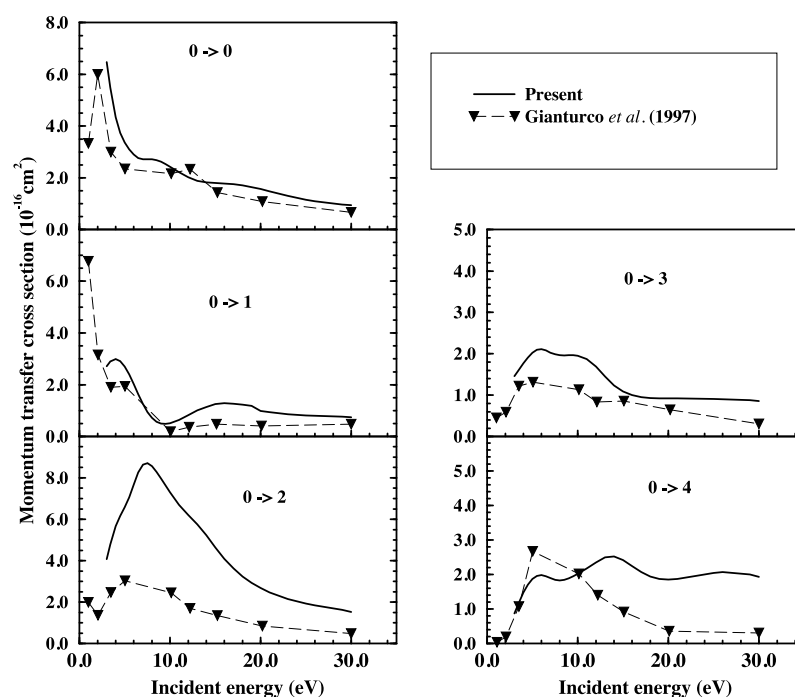 8.0
6.0
4.0
2.0
0.0
0 -> 0
Present
Gianturco et al. (1997)
Momentum transfer cross section (10⁻¹⁶ cm²)
6.0
4.0
2.0
0.0
0 -> 1
5.0
4.0
3.0
2.0
1.0
0.0
0 -> 3
8.0
6.0
4.0
2.0
0.0
0 -> 2
0.0 10.0 20.0 30.0
Incident energy (eV)
5.0
4.0
3.0
2.0
1.0
0.0
0 -> 4
0.0 10.0 20.0 30.0
Incident energy (eV)